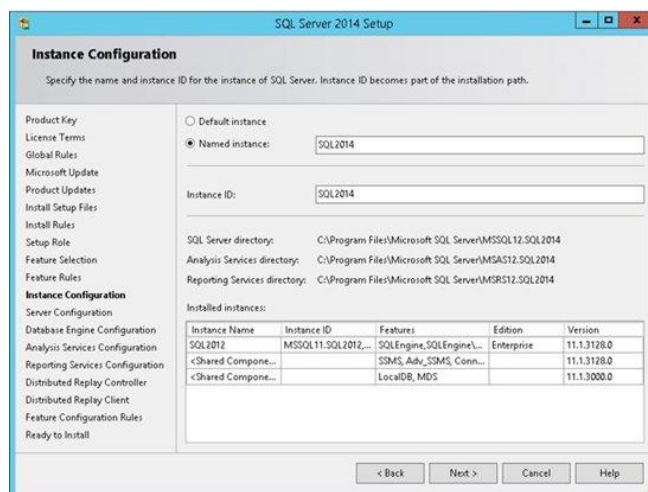 SQL Server 2014 Setup
Instance Configuration
Specify the name and instance ID for the instance of SQL Server. Instance ID becomes part of the installation path.
Product Key
License Terms
Global Rules
Microsoft Update
Product Updates
Install Setup Files
Install Rules
Setup Role
Feature Selection
Feature Rules
Instance Configuration
Server Configuration
Database Engine Configuration
Analysis Services Configuration
Reporting Services Configuration
Distributed Replay Controller
Distributed Replay Client
Feature Configuration Rules
Ready to Install
Default instance
Named instance: SQL2014
Instance ID: SQL2014
SQL Server directory: C:\Program Files\Microsoft SQL Server\MSSQL12.SQL2014
Analysis Services directory: C:\Program Files\Microsoft SQL Server\MSAS12.SQL2014
Reporting Services directory: C:\Program Files\Microsoft SQL Server\MSRS12.SQL2014
Installed instances:
Instance Name Instance ID Features Edition Version
SQL2012 MSSQL11.SQL2012,... SQLEngine,SQLEngine\... Enterprise 11.1.3128.0
<Shared Compone... SSMS, Adv_SSMS, Conn... 11.1.3128.0
<Shared Compone... LocalDB, MDS 11.1.3000.0
< Back Next > Cancel Help